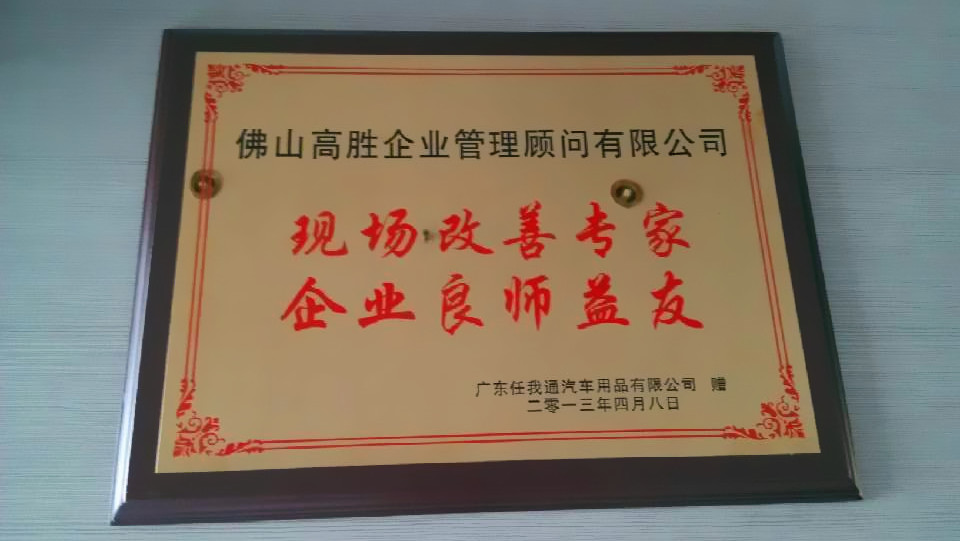 佛山高胜企业管理顾问有限公司
现场改善专家
企业良师益友
广东任我通汽车用品有限公司 赠
二零一三年四月八日